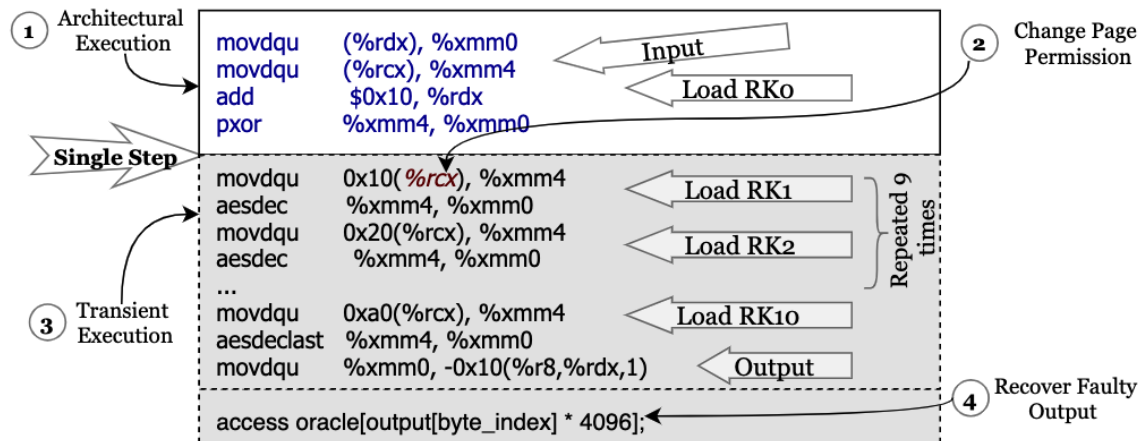 1 Architectural Execution
movdqu (%rdx), %xmm0 Input
movdqu (%rcx), %xmm4 Load RK0
add $0x10, %rdx
pxor %xmm4, %xmm0
2 Change Page Permission
Single Step
movdqu 0x10(%rcx), %xmm4 Load RK1
aesdec %xmm4, %xmm0
movdqu 0x20(%rcx), %xmm4 Load RK2
aesdec %xmm4, %xmm0
...
Repeated 9 times
3 Transient Execution
movdqu 0xa0(%rcx), %xmm4 Load RK10
aesdeclast %xmm4, %xmm0
movdqu %xmm0, -0x10(%r8,%rdx,1) Output
4 Recover Faulty Output
access oracle[output[byte_index] * 4096];